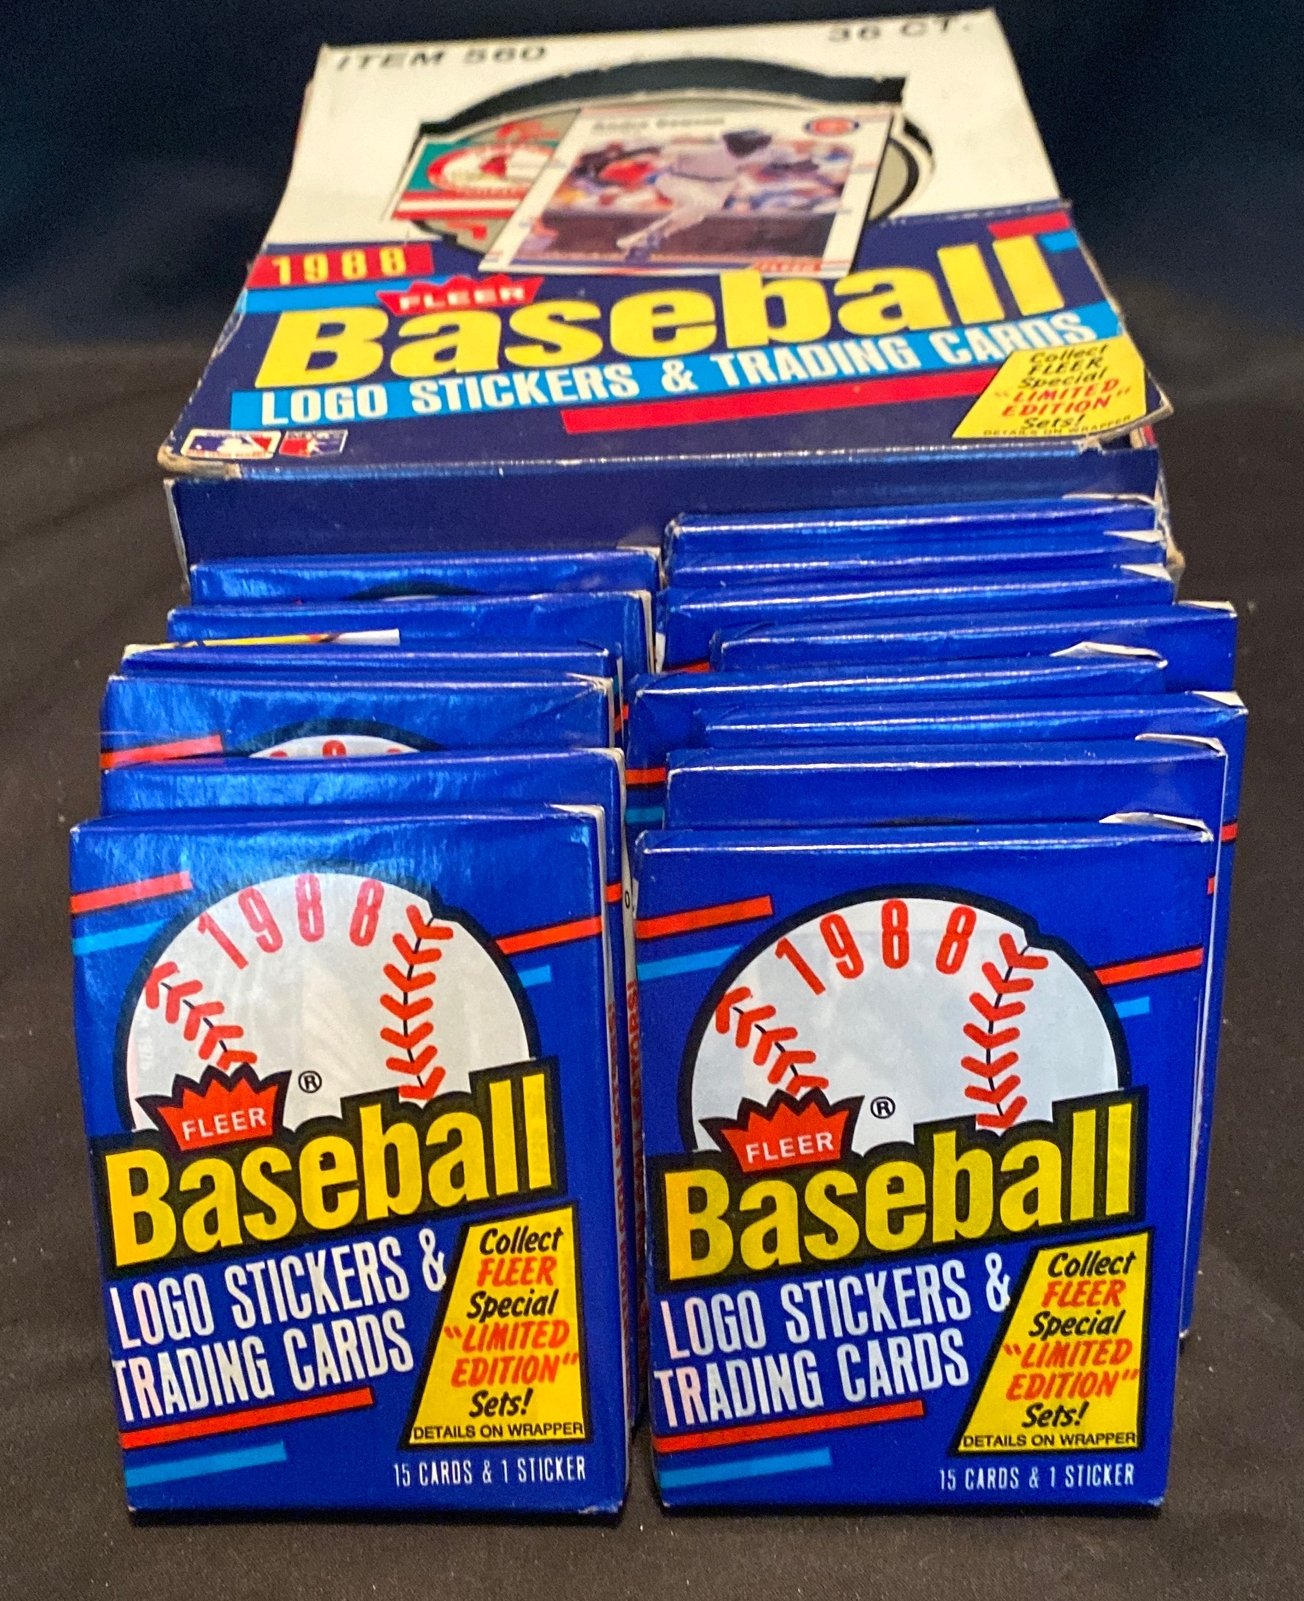 ITEM 560
36 CT.
Andre Dawson
1988
FLEER
Baseball
LOGO STICKERS & TRADING CARDS
Collect
FLEER
Special
"LIMITED
EDITION"
Sets!
DETAILS ON WRAPPER
1988
FLEER ®
Baseball
LOGO STICKERS &
TRADING CARDS
Collect
FLEER
Special
"LIMITED
EDITION"
Sets!
DETAILS ON WRAPPER
15 CARDS & 1 STICKER
1988
FLEER ®
Baseball
LOGO STICKERS &
TRADING CARDS
Collect
FLEER
Special
"LIMITED
EDITION"
Sets!
DETAILS ON WRAPPER
15 CARDS & 1 STICKER